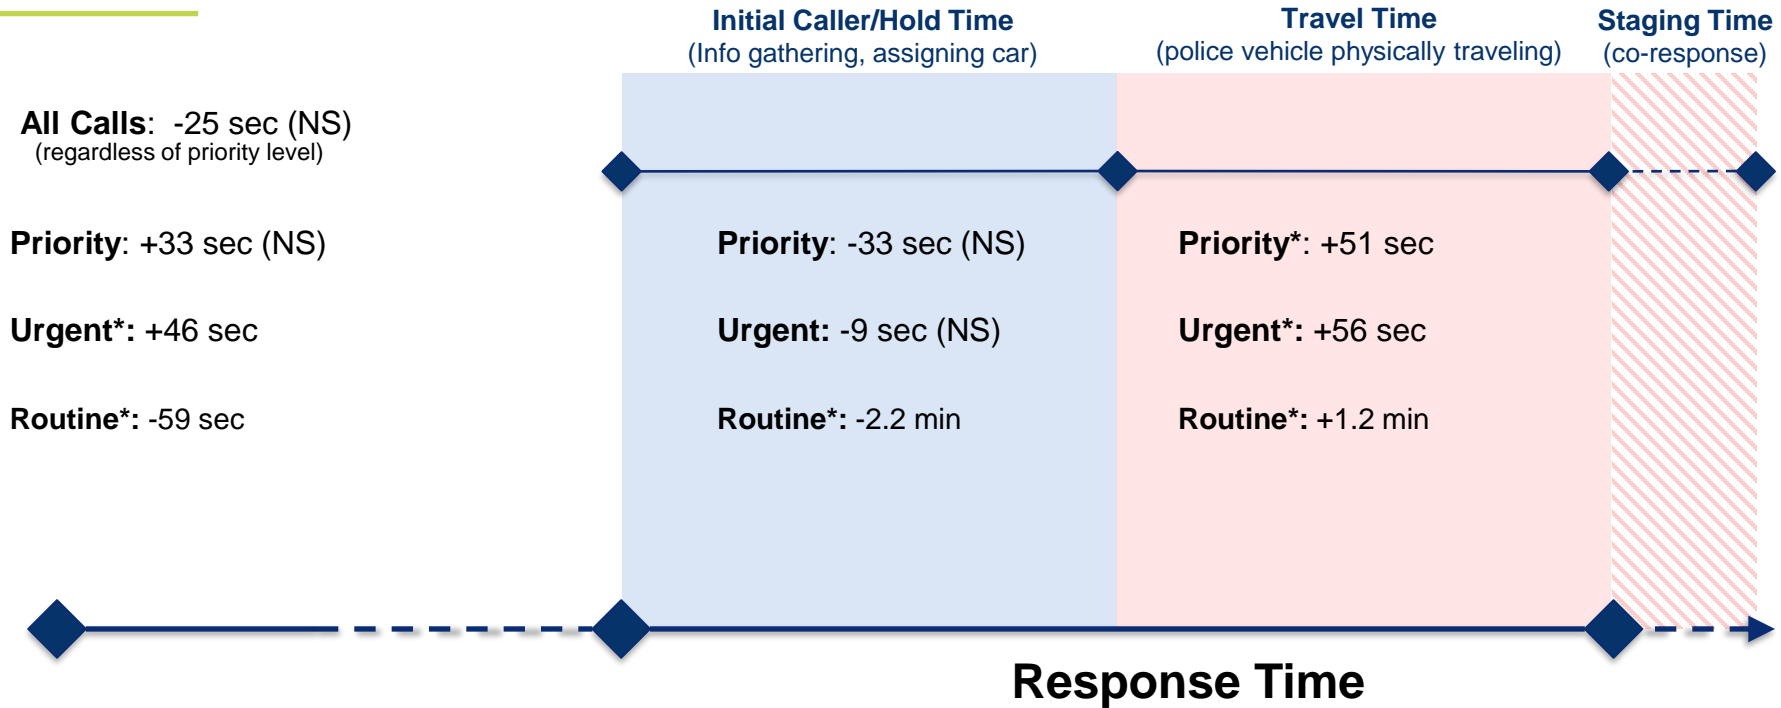 Initial Caller/Hold Time
(Info gathering, assigning car)
Travel Time
(police vehicle physically traveling)
Staging Time
(co-response)
All Calls:  -25 sec (NS)
(regardless of priority level)
Priority: +33 sec (NS)
Priority: -33 sec (NS)
Priority*: +51 sec
Urgent*: +46 sec
Urgent: -9 sec (NS)
Urgent*: +56 sec
Routine*: -59 sec
Routine*: -2.2 min
Routine*: +1.2 min
Response Time